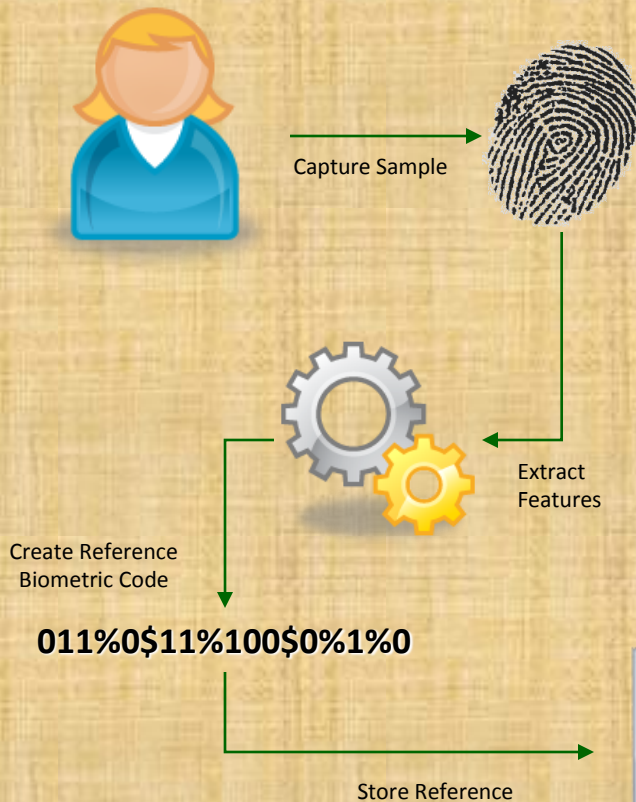 Capture Sample
Extract
Features
Create Reference
Biometric Code
011%0$11%100$0%1%0
Store Reference